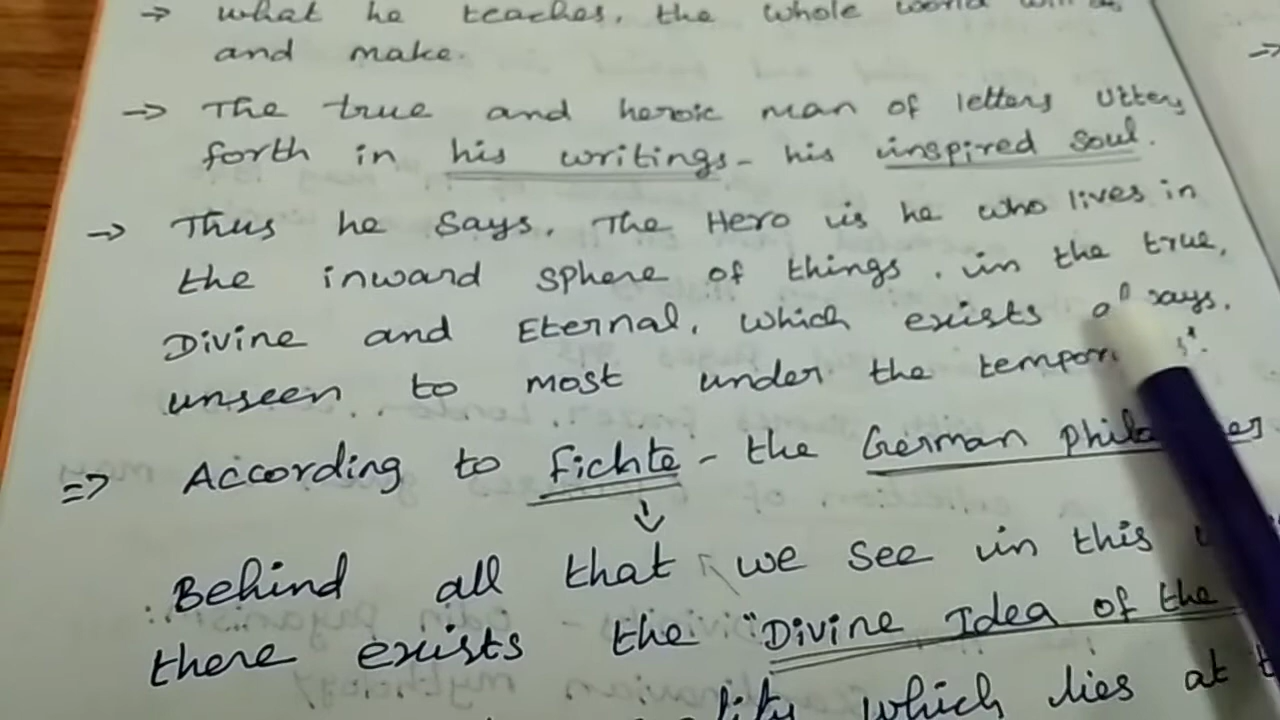 → what he teaches, the whole world will
and make.
→ The true and heroic man of letters utters
forth in his writings - his inspired soul.
→ Thus he says, The Hero is he who lives in
the inward sphere of things, in the true,
Divine and Eternal, which exists
unseen to most under the
⇒ According to Fichte - the German
Behind all that we see in this
there exists the "Divine Idea of the
which lies at